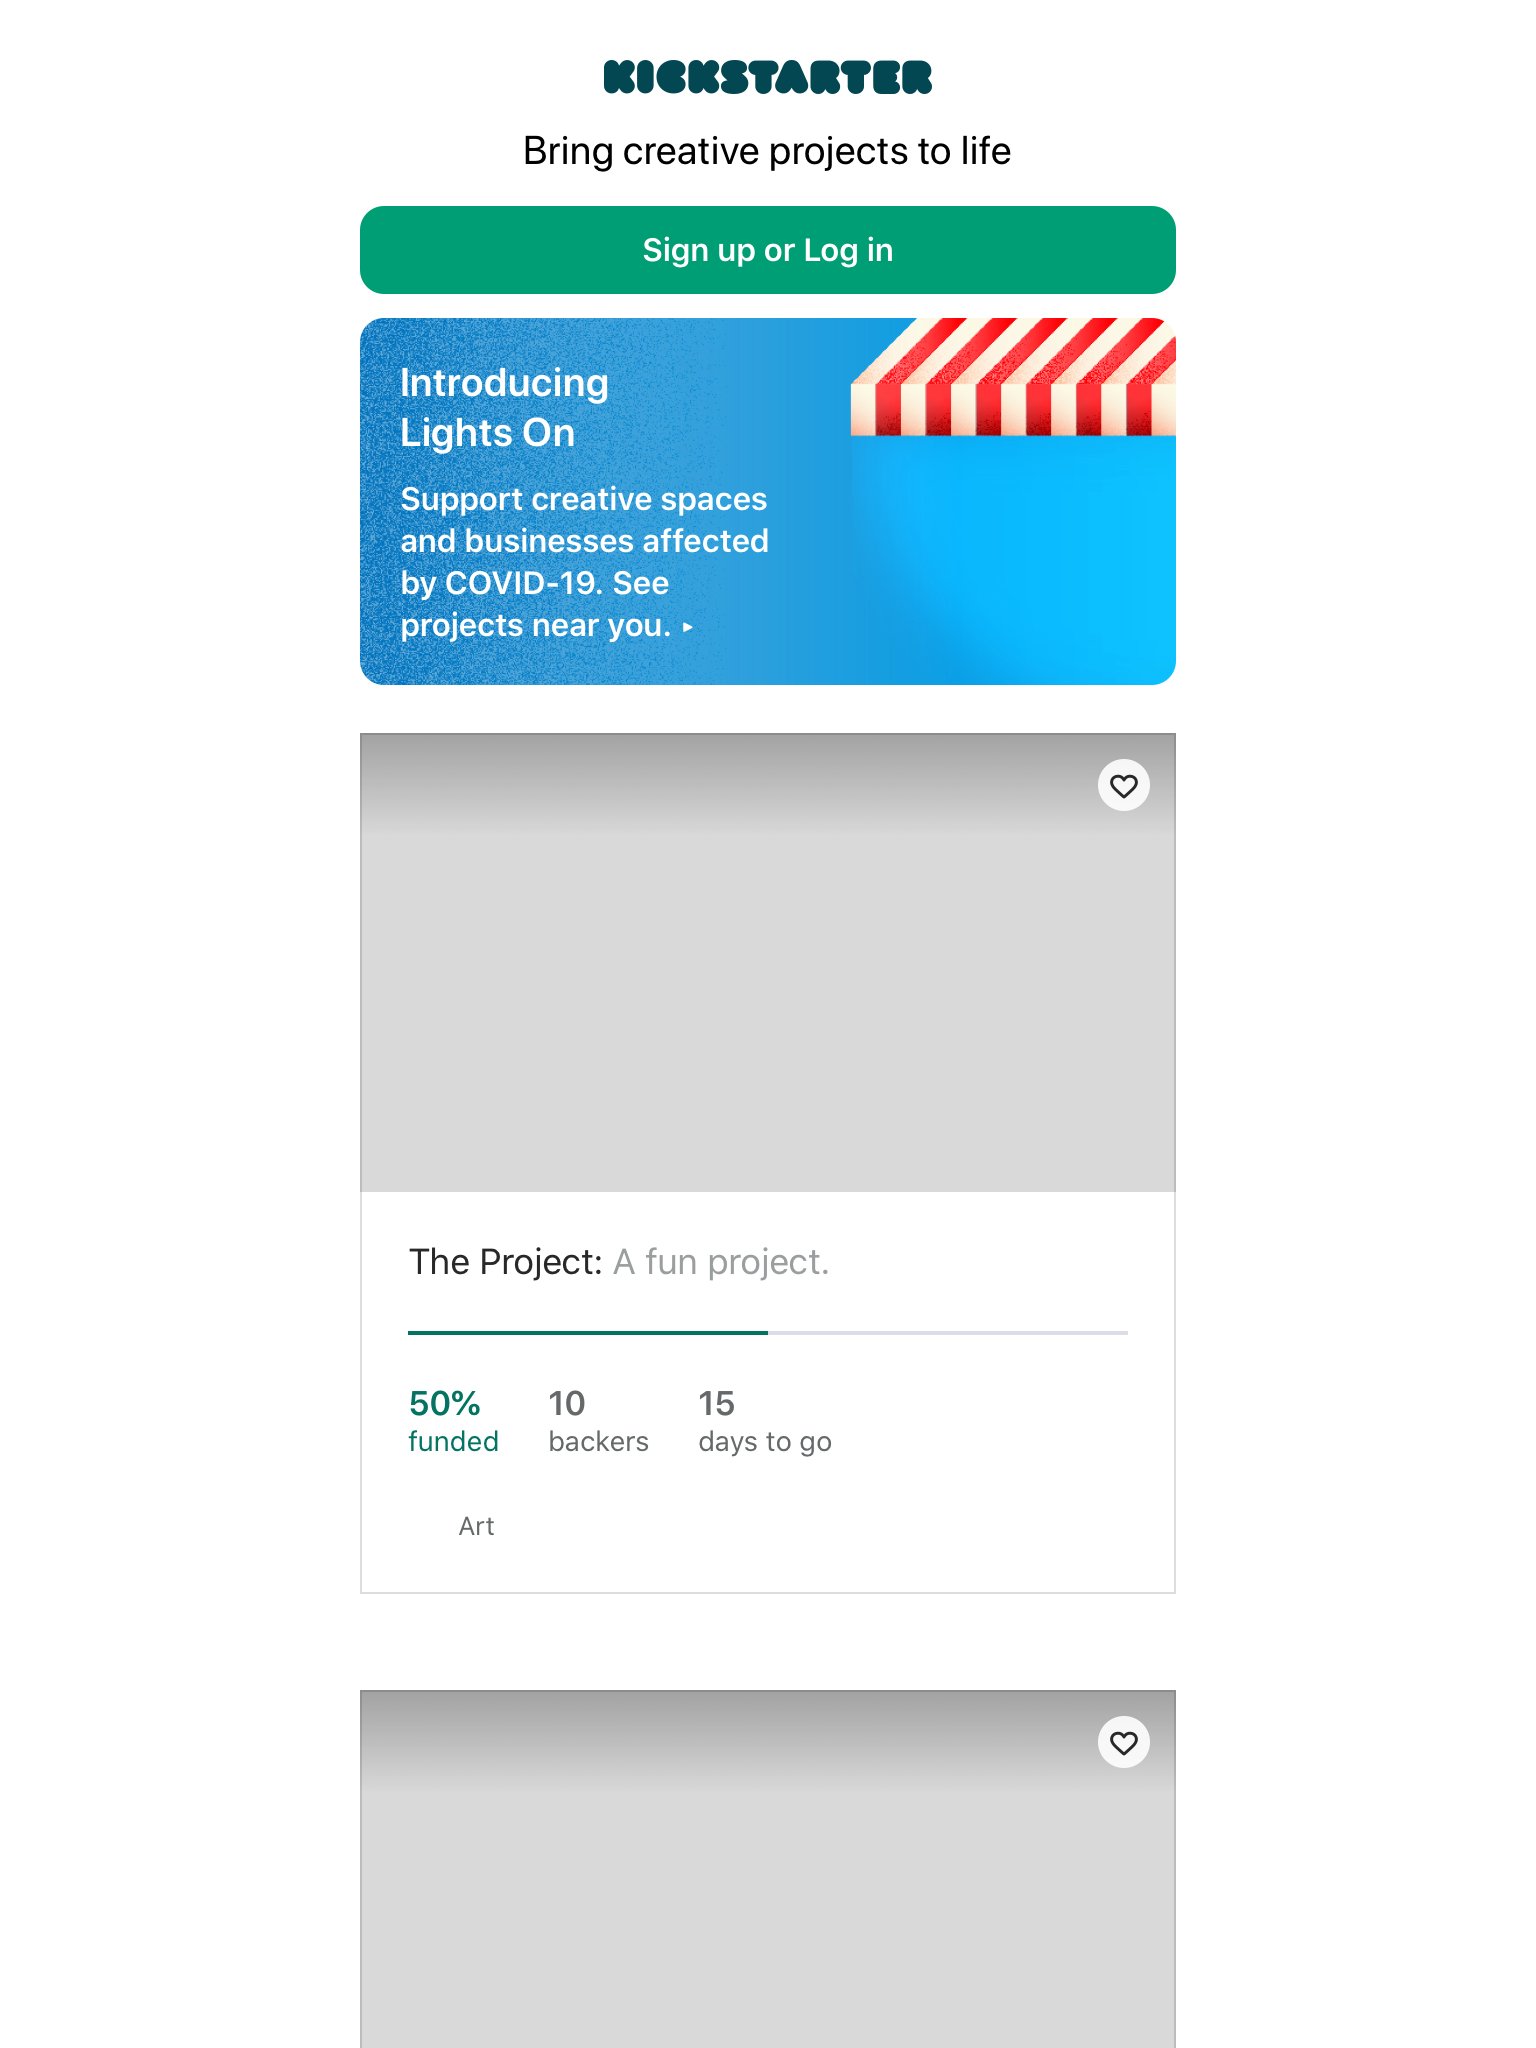 KICKSTARTER
Bring creative projects to life
Sign up or Log in
Introducing
Lights On
Support creative spaces
and businesses affected
by COVID-19. See
projects near you. ▸
The Project: A fun project.
50% 10 15
funded backers days to go
Art